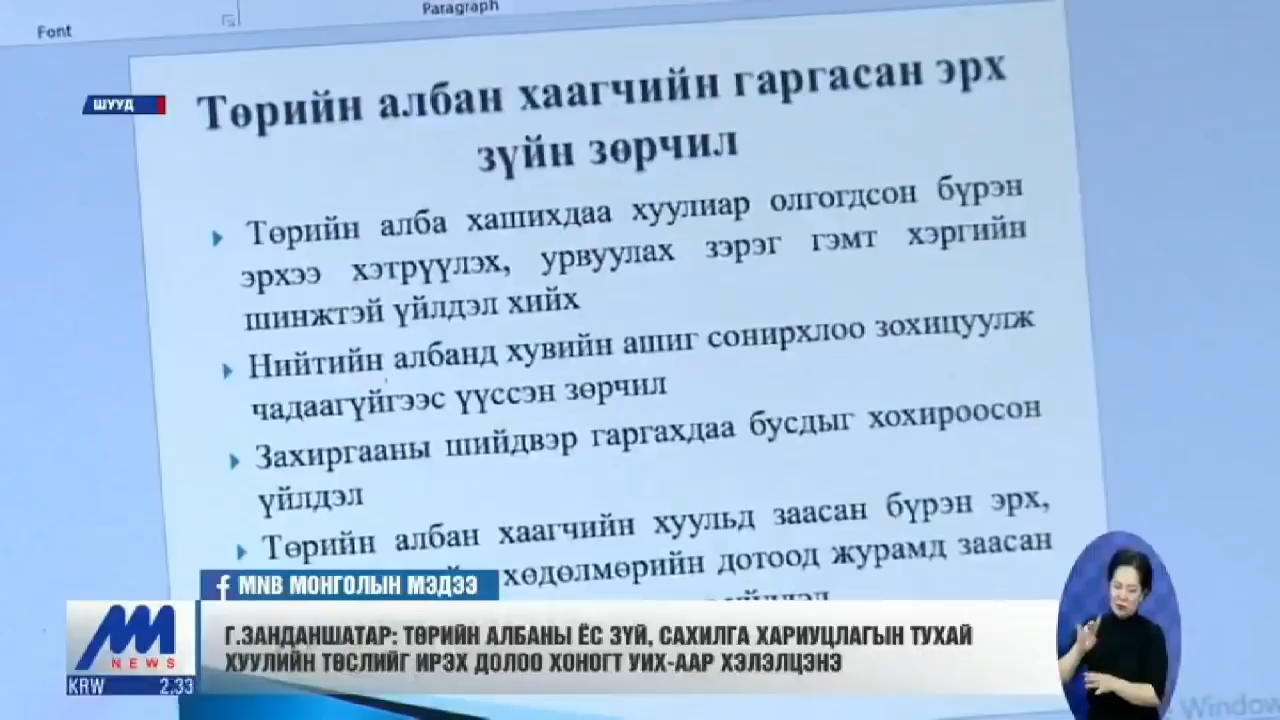 Font
Paragraph
ШУУД
Төрийн албан хаагчийн гаргасан эрх
зүйн зөрчил
Төрийн алба хашихдаа хуулиар олгогдсон бүрэн
эрхээ хэтрүүлэх, урвуулах зэрэг гэмт хэргийн
шинжтэй үйлдэл хийх
Нийтийн албанд хувийн ашиг сонирхлоо зохицуулж
чадаагүйгээс үүссэн зөрчил
Захиргааны шийдвэр гаргахдаа бусдыг хохироосон
үйлдэл
Төрийн албан хаагчийн хуульд заасан бүрэн эрх,
хөдөлмөрийн дотоод журамд заасан
f MNB МОНГОЛЫН МЭДЭЭ
Г.ЗАНДАНШАТАР: ТӨРИЙН АЛБАНЫ ЁС ЗҮЙ, САХИЛГА ХАРИУЦЛАГЫН ТУХАЙ
ХУУЛИЙН ТӨСЛИЙГ ИРЭХ ДОЛОО ХОНОГТ УИХ-ААР ХЭЛЭЛЦЭНЭ
NEWS
KRW 2.33
Window